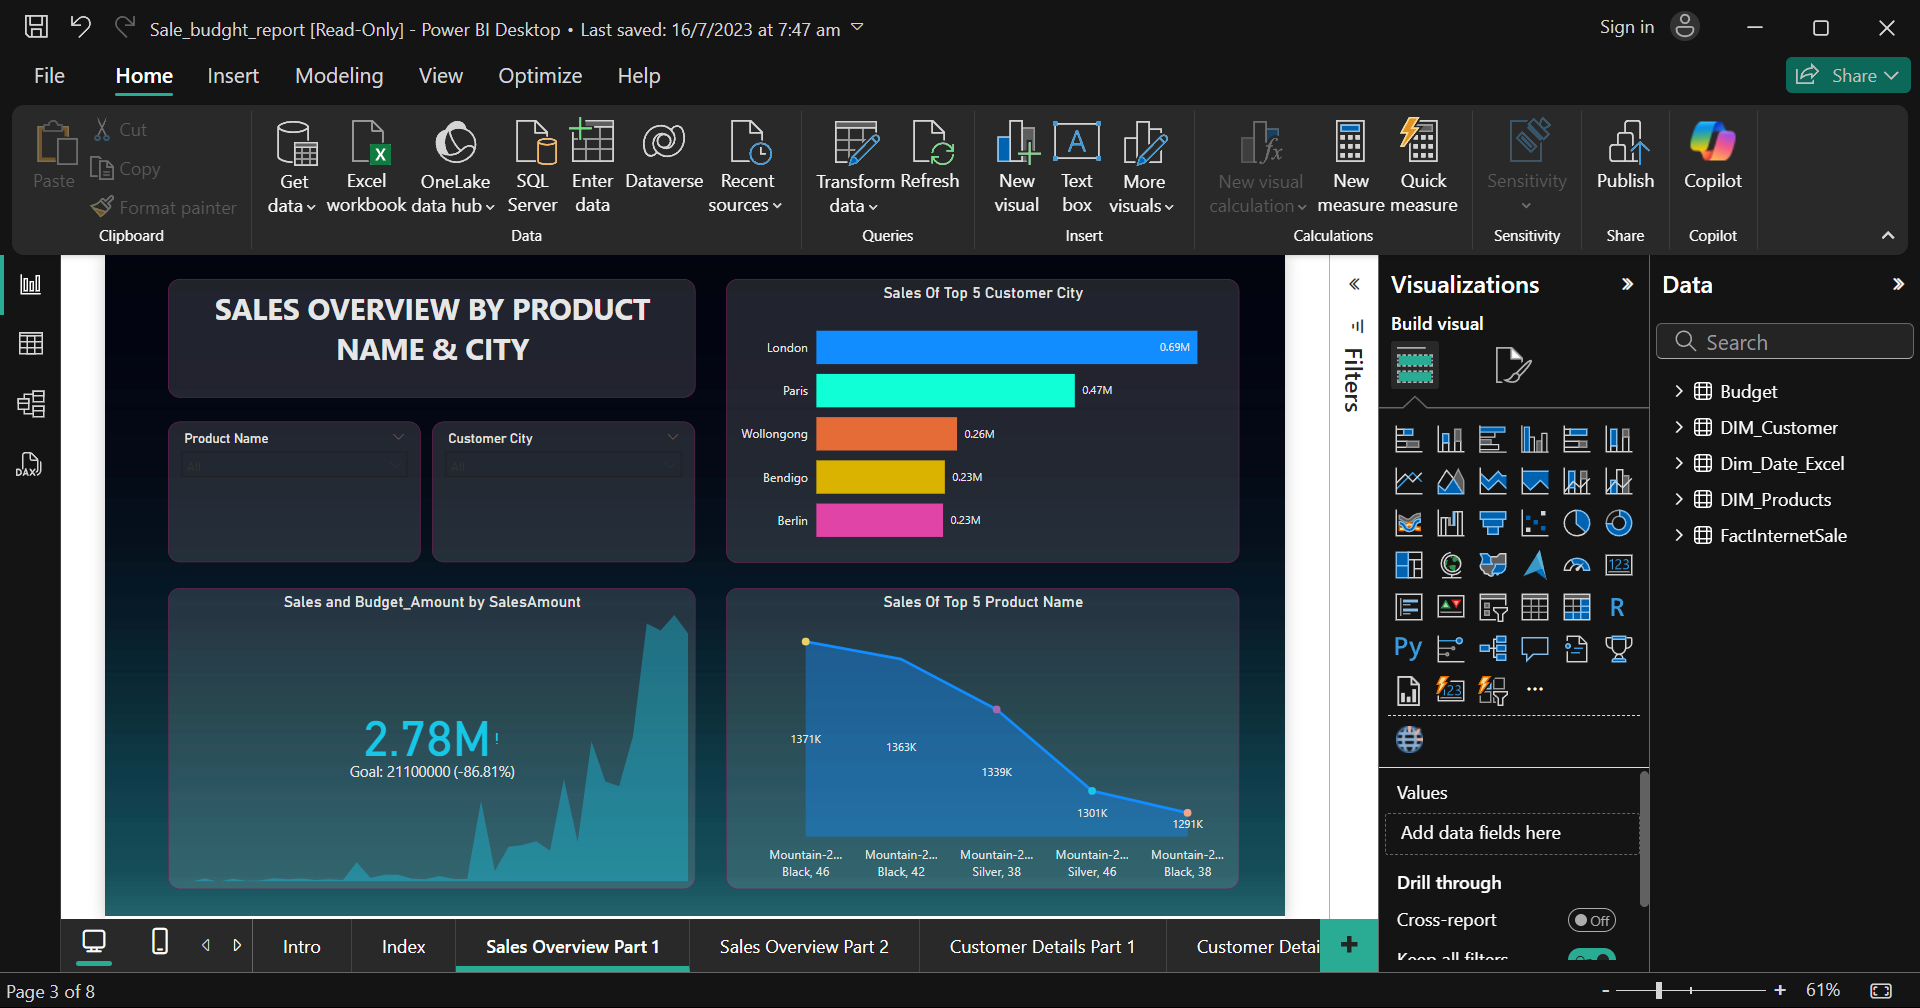 Sale_budght_report [Read-Only] - Power BI Desktop • Last saved: 16/7/2023 at 7:47 am
Sign in
File
Home
Insert
Modeling
View
Optimize
Help
Share
Paste
Cut
Copy
Format painter
Clipboard
Get
data
Excel
workbook
OneLake
data hub
SQL
Server
Enter
data
Dataverse
Recent
sources
Data
Transform
data
Refresh
Queries
New
visual
Text
box
More
visuals
Insert
New visual
calculation
New
measure
Quick
measure
Calculations
Sensitivity
Sensitivity
Publish
Share
Copilot
Copilot
SALES OVERVIEW BY PRODUCT
NAME & CITY
Product Name
All
Customer City
All
Sales Of Top 5 Customer City
London
0.69M
Paris
0.47M
Wollongong
0.26M
Bendigo
0.23M
Berlin
0.23M
Sales and Budget_Amount by SalesAmount
2.78M!
Goal: 21100000 (-86.81%)
Sales Of Top 5 Product Name
1371K
1363K
1339K
1301K
1291K
Mountain-2...
Black, 46
Mountain-2...
Black, 42
Mountain-2...
Silver, 38
Mountain-2...
Silver, 46
Mountain-2...
Black, 38
Filters
Visualizations
Build visual
123
R
Py
123
Values
Add data fields here
Drill through
Cross-report
Off
Keep all filters
On
Data
Search
Budget
DIM_Customer
Dim_Date_Excel
DIM_Products
FactInternetSale
DAX
Intro
Index
Sales Overview Part 1
Sales Overview Part 2
Customer Details Part 1
Customer Detai
+
Page 3 of 8
- + 61%